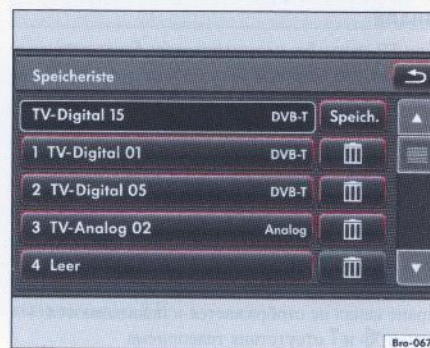 Speicheriste
TV-Digital 15 DVB-T Speich.
1 TV-Digital 01 DVB-T
2 TV-Digital 05 DVB-T
3 TV-Analog 02 Analog
4 Leer
Bra-067